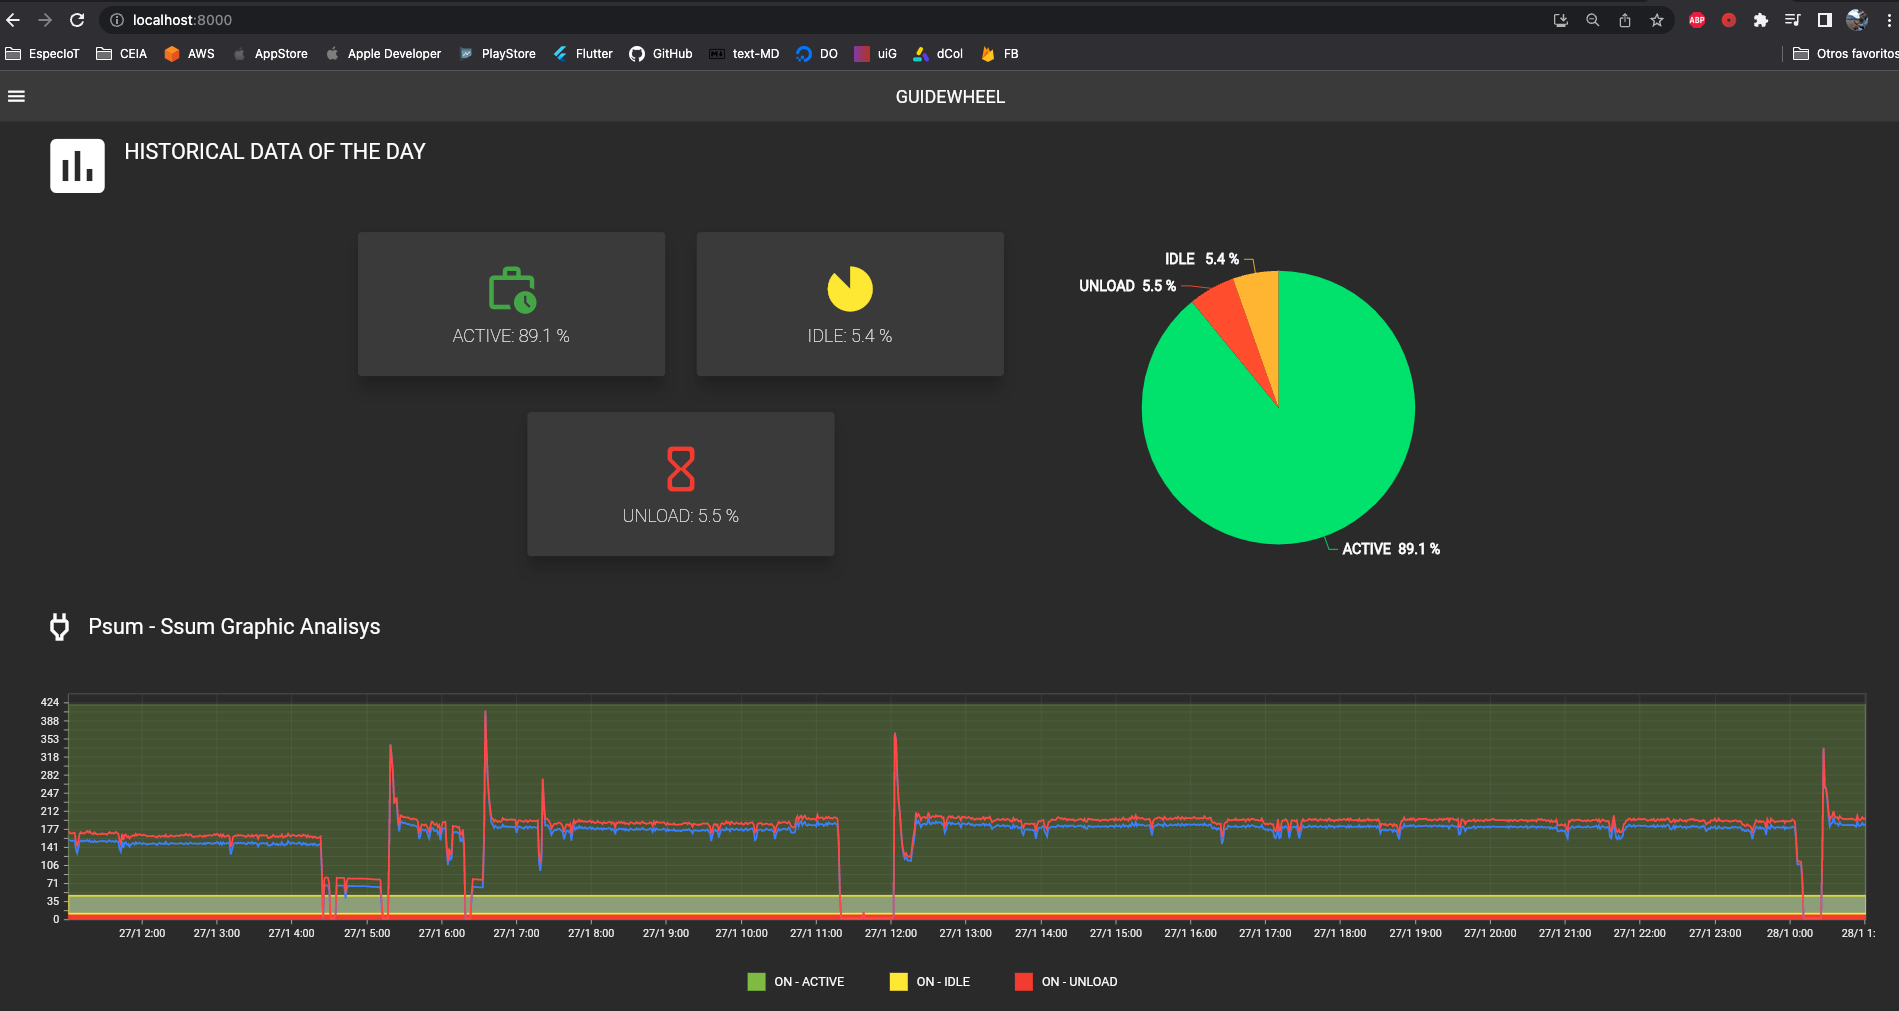 localhost:8000
ABP
EspecIoT CEIA AWS AppStore Apple Developer PlayStore Flutter GitHub text-MD DO uiG dCol FB Otros favoritos
GUIDEWHEEL
HISTORICAL DATA OF THE DAY
ACTIVE: 89.1 %
IDLE: 5.4 %
UNLOAD: 5.5 %
IDLE 5.4 %
UNLOAD 5.5 %
ACTIVE 89.1 %
Psum - Ssum Graphic Analisys
424
388
353
318
282
247
212
177
141
106
71
35
0
27/1 2:00 27/1 3:00 27/1 4:00 27/1 5:00 27/1 6:00 27/1 7:00 27/1 8:00 27/1 9:00 27/1 10:00 27/1 11:00 27/1 12:00 27/1 13:00 27/1 14:00 27/1 15:00 27/1 16:00 27/1 17:00 27/1 18:00 27/1 19:00 27/1 20:00 27/1 21:00 27/1 22:00 27/1 23:00 28/1 0:00 28/1 1:
ON - ACTIVE ON - IDLE ON - UNLOAD